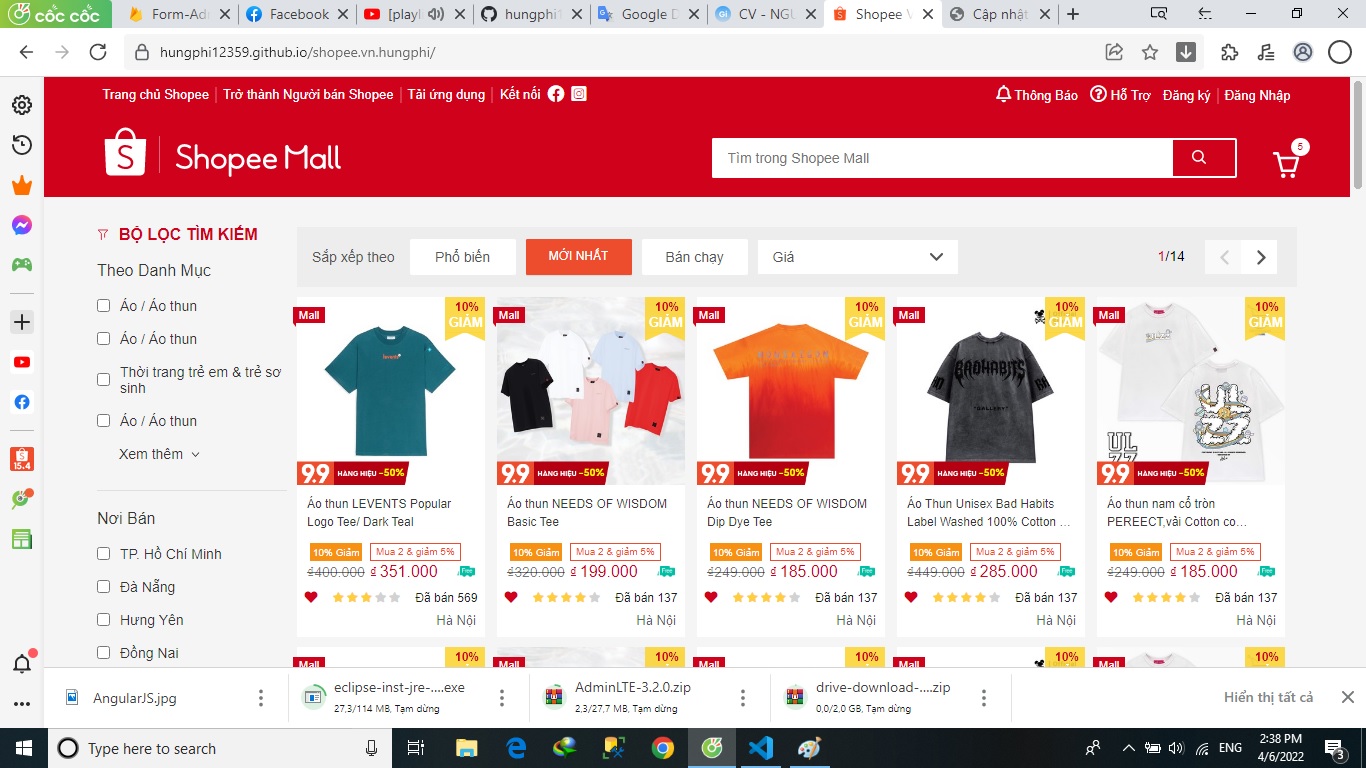 cốc cốc
Form-Adr
Facebook
[playl
hungphi1
Google D
CV - NGU
Shopee V
Cập nhật
hungphi12359.github.io/shopee.vn.hungphi/
Trang chủ Shopee
Trở thành Người bán Shopee
Tải ứng dụng
Kết nối
Thông Báo
Hỗ Trợ
Đăng ký
Đăng Nhập
S
Shopee Mall
Tìm trong Shopee Mall
5
BỘ LỌC TÌM KIẾM
Theo Danh Mục
Áo / Áo thun
Áo / Áo thun
Thời trang trẻ em & trẻ sơ
sinh
Áo / Áo thun
Xem thêm
Nơi Bán
TP. Hồ Chí Minh
Đà Nẵng
Hưng Yên
Đồng Nai
15.4
Sắp xếp theo
Phổ biến
MỚI NHẤT
Bán chạy
Giá
1/14
Mall
10%
GIẢM
levents
9.9 HÀNG HIỆU -50%
Áo thun LEVENTS Popular
Logo Tee/ Dark Teal
10% Giảm
Mua 2 & giảm 5%
₫400.000 ₫ 351.000
Free
Đã bán 569
Hà Nội
Mall
10%
GIẢM
9.9 HÀNG HIỆU -50%
Áo thun NEEDS OF WISDOM
Basic Tee
10% Giảm
Mua 2 & giảm 5%
₫320.000 ₫ 199.000
Free
Đã bán 137
Hà Nội
Mall
10%
GIẢM
9.9 HÀNG HIỆU -50%
Áo thun NEEDS OF WISDOM
Dip Dye Tee
10% Giảm
Mua 2 & giảm 5%
₫249.000 ₫ 185.000
Free
Đã bán 137
Hà Nội
Mall
10%
GIẢM
BADHABITS
"GALLERY"
9.9 HÀNG HIỆU -50%
Áo Thun Unisex Bad Habits
Label Washed 100% Cotton ...
10% Giảm
Mua 2 & giảm 5%
₫449.000 ₫ 285.000
Free
Đã bán 137
Hà Nội
Mall
10%
GIẢM
UL
ZZ
9.9 HÀNG HIỆU -50%
Áo thun nam cổ tròn
PEREECT,vải Cotton co...
10% Giảm
Mua 2 & giảm 5%
₫249.000 ₫ 185.000
Free
Đã bán 137
Hà Nội
Mall
10%
Mall
10%
Mall
10%
Mall
10%
Mall
10%
AngularJS.jpg
eclipse-inst-jre-....exe
27,3/114 MB, Tạm dừng
AdminLTE-3.2.0.zip
2,3/27,7 MB, Tạm dừng
drive-download-....zip
0,0/2,0 GB, Tạm dừng
Hiển thị tất cả
Type here to search
ENG
2:38 PM
4/6/2022
3